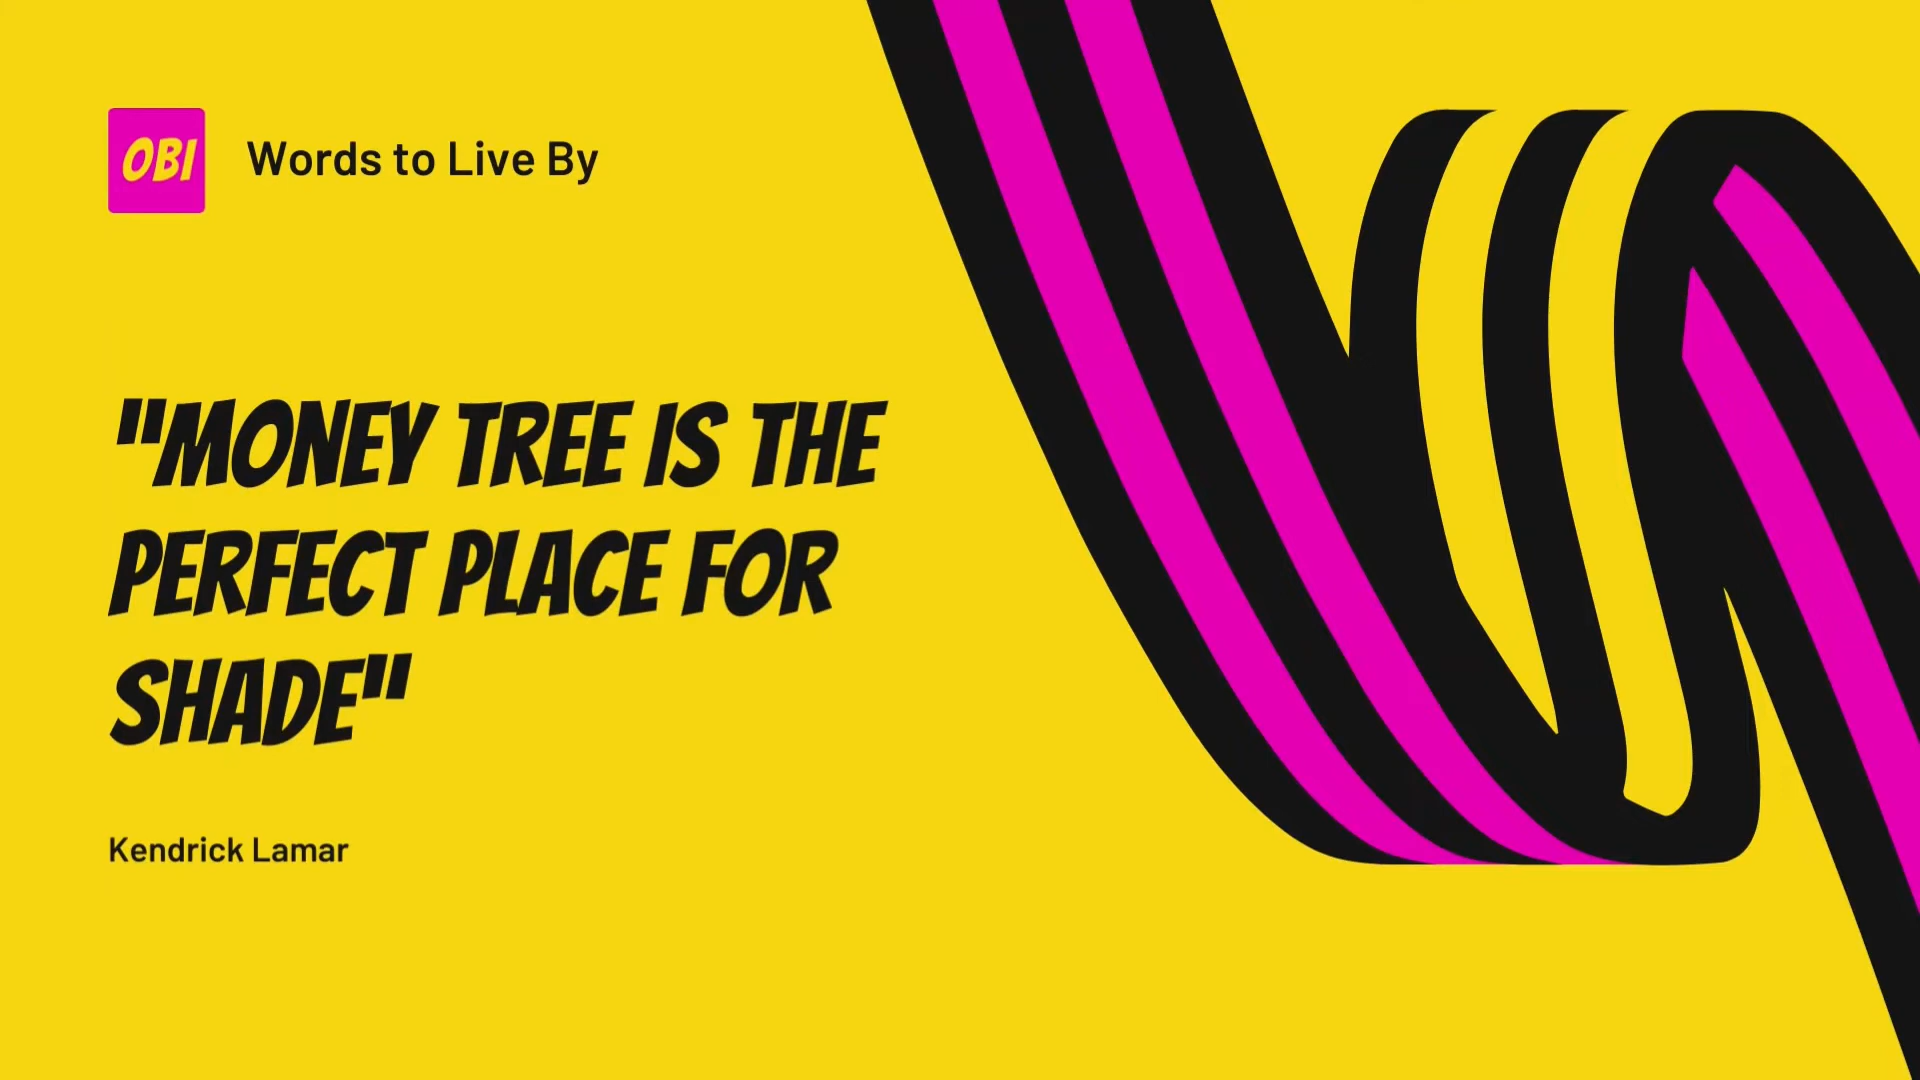 OBI
Words to Live By
"MONEY TREE IS THE
PERFECT PLACE FOR
SHADE"
Kendrick Lamar